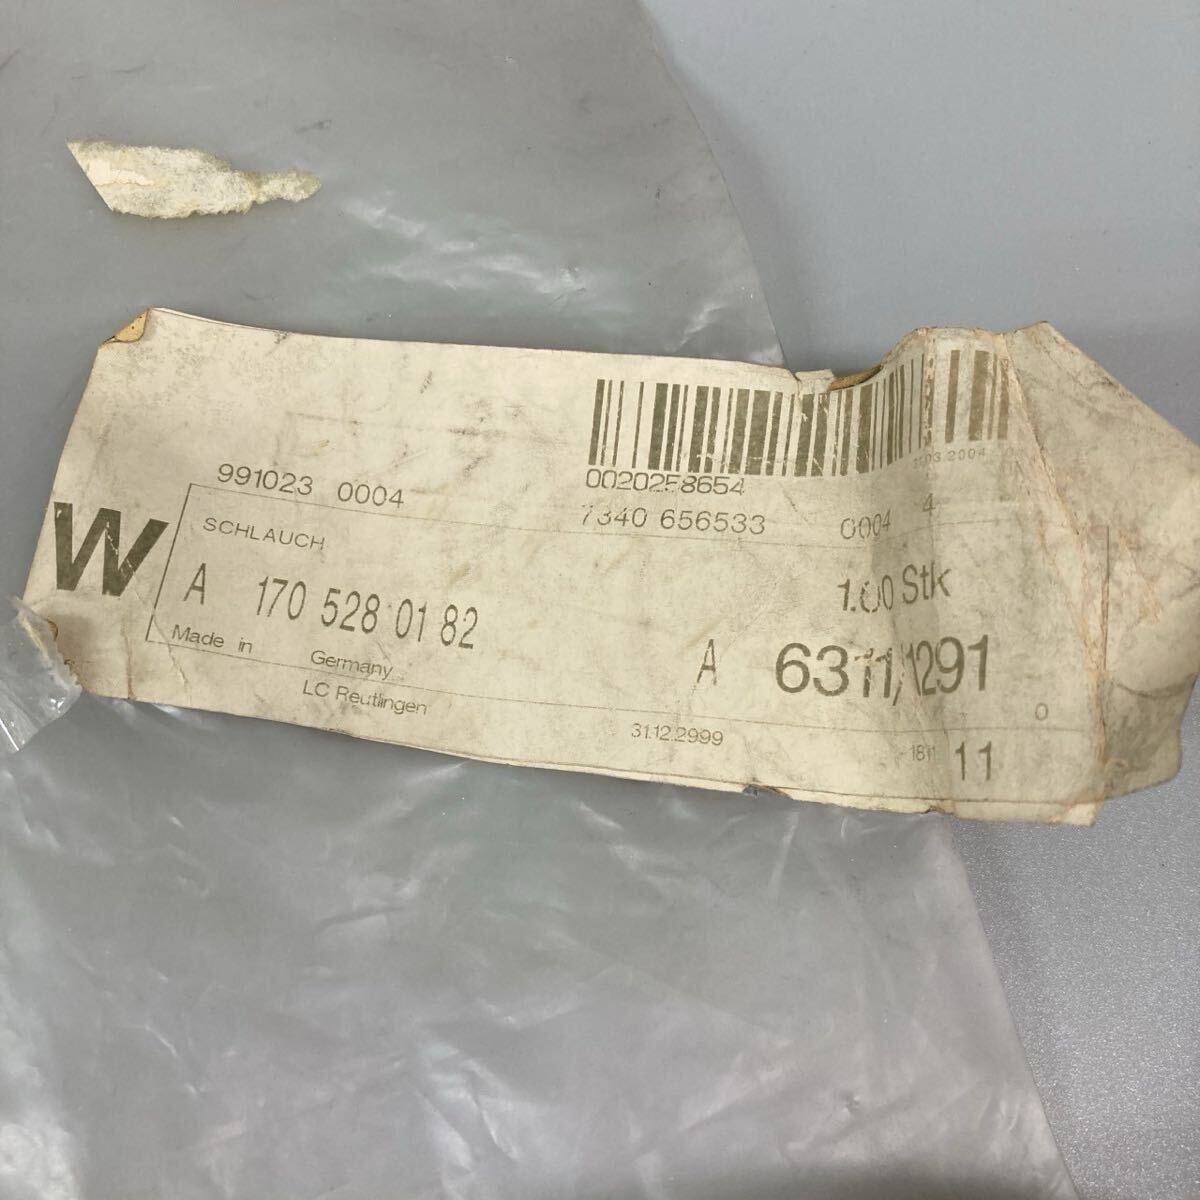 2004
0020258654
991023 0004
7340 656533 0004 4
W
SCHLAUCH
A 170 528 01 82
1.00 Stk
Made in Germany
A 6311/1291
LC Reutlingen
0
31.12.2999
11